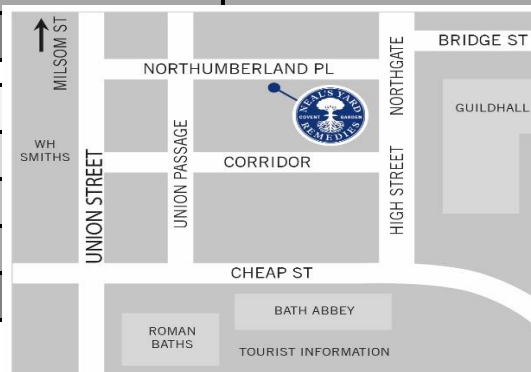 MILSOM ST
BRIDGE ST
NORTHUMBERLAND PL
NORTHGATE
NEAL'S YARD
COVENT GARDEN
REMEDIES
GUILDHALL
WH
SMITHS
UNION STREET
UNION PASSAGE
CORRIDOR
HIGH STREET
CHEAP ST
BATH ABBEY
ROMAN
BATHS
TOURIST INFORMATION